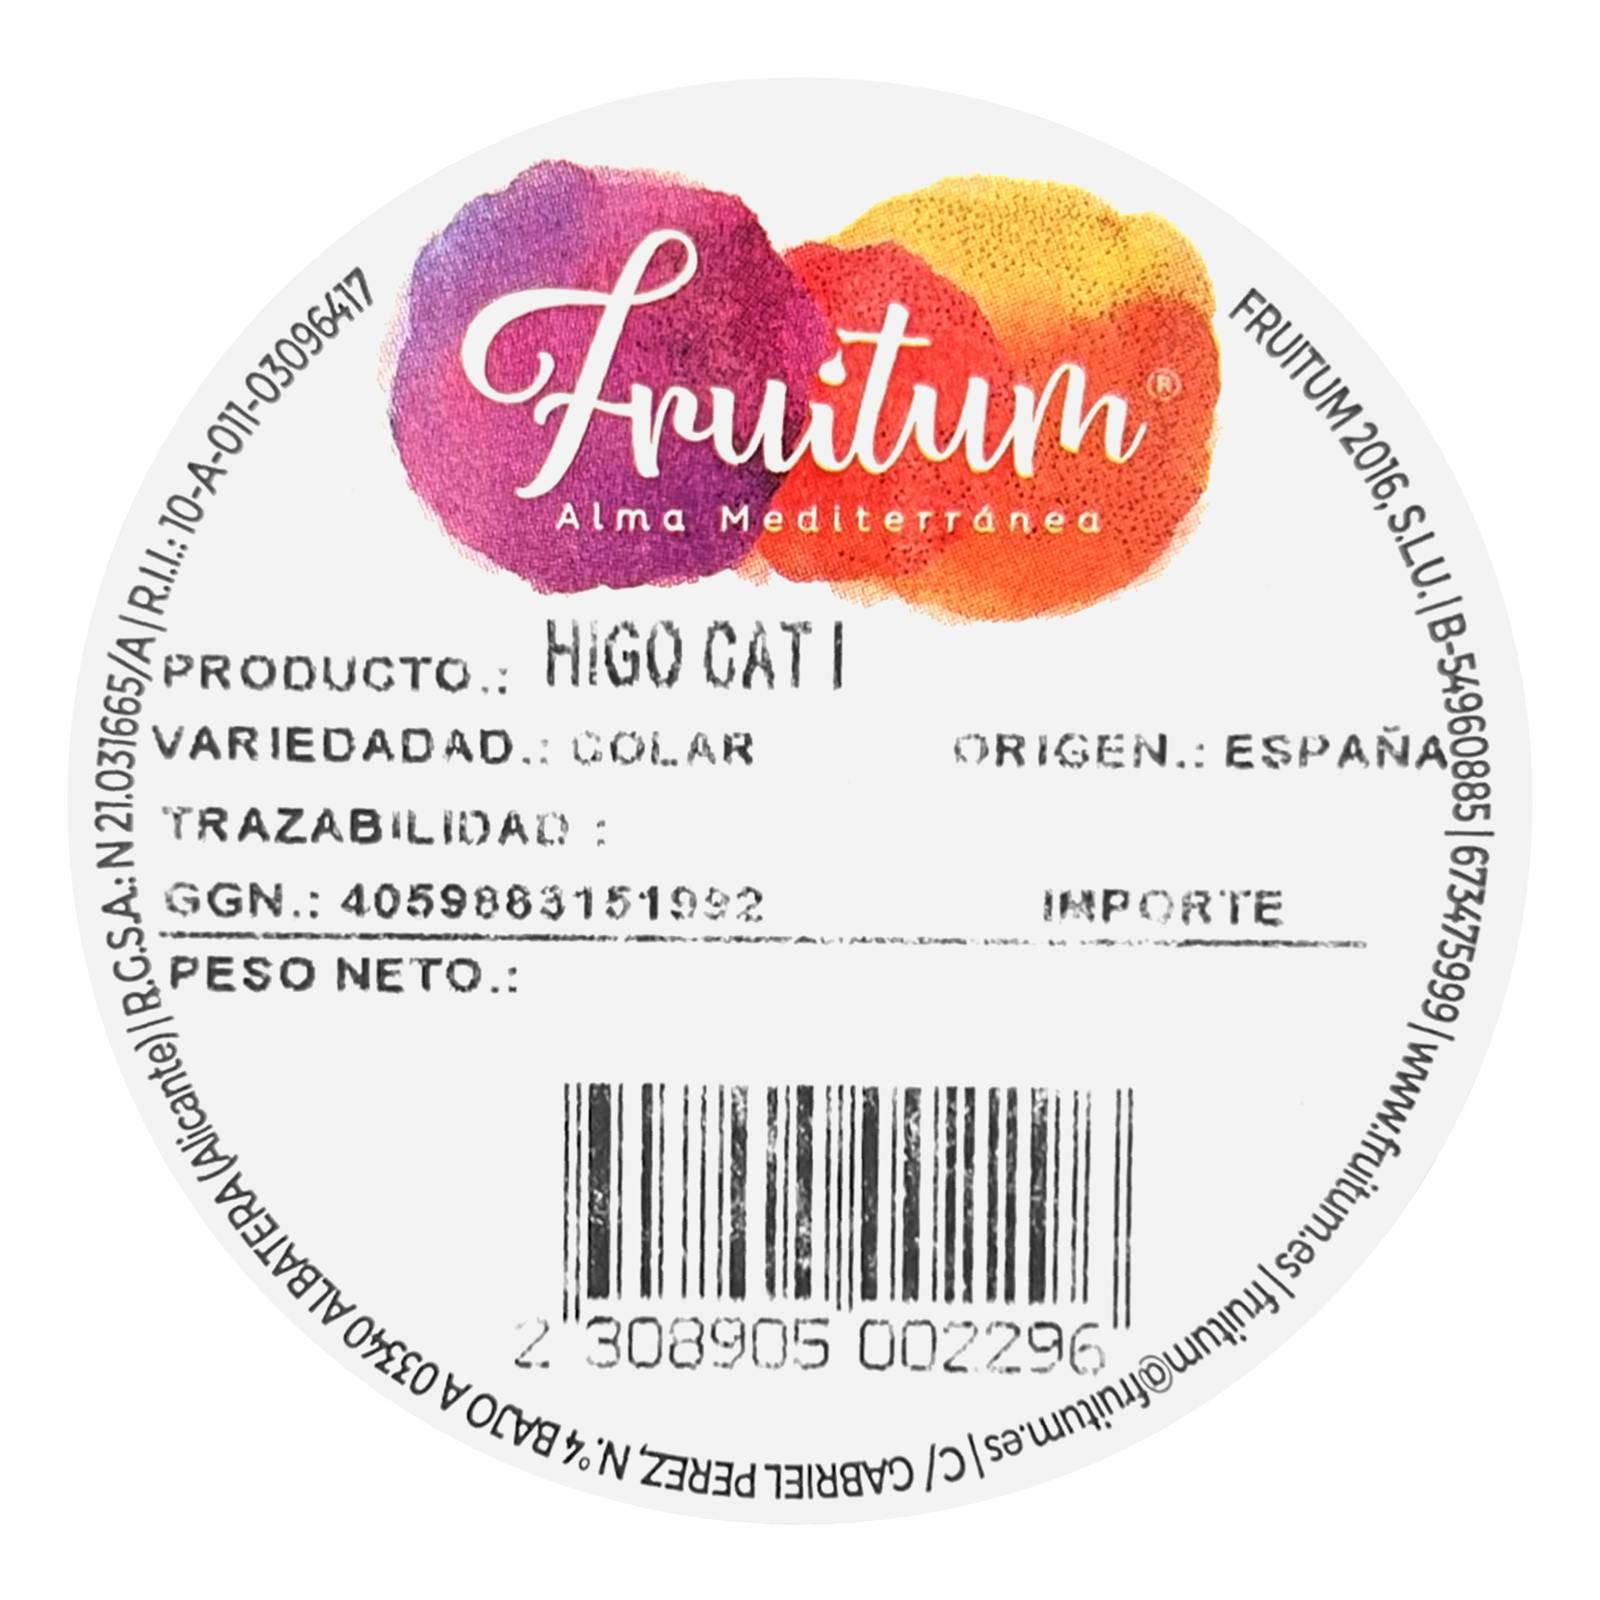 Fruitum®
Alma Mediterránea
PRODUCTO.: HIGO CAT I
VARIEDADAD.: COLAR ORIGEN.: ESPAÑA
TRAZABILIDAD :
GGN.: 4059883151992 IMPORTE
PESO NETO.:
2 308905 002296
FRUITUM 2016, S.L.U. | B-54960885 | 673475999 | www.fruitum.es | fruitum@fruitum.es | C/ GABRIEL PEREZ, N.º 4 BAJO A 03340 ALBATERA (Alicante) | R.G.S.A.: N 21.031665/A | R.I.I.: 10-A-011-03096417